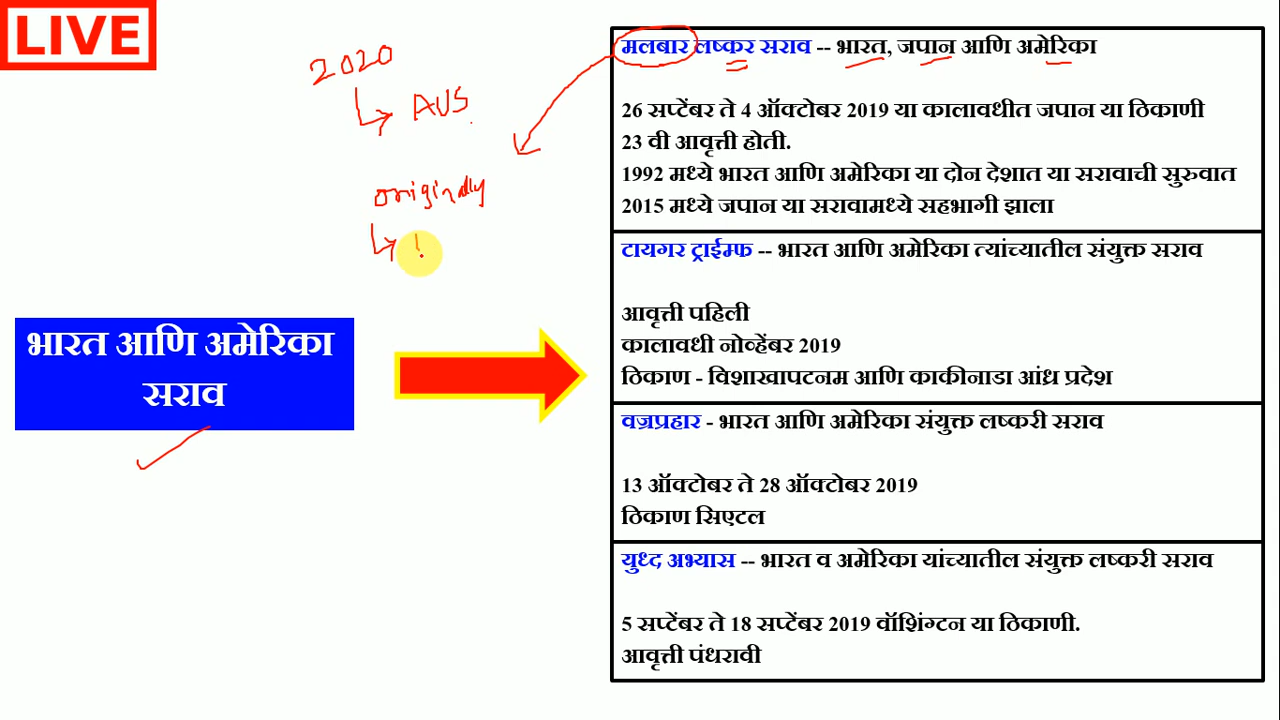 LIVE
2020
AUS
originally
भारत आणि अमेरिका
सराव
मलबार लष्कर सराव -- भारत, जपान आणि अमेरिका
26 सप्टेंबर ते 4 ऑक्टोबर 2019 या कालावधीत जपान या ठिकाणी
23 वी आवृत्ती होती.
1992 मध्ये भारत आणि अमेरिका या दोन देशात या सरावाची सुरुवात
2015 मध्ये जपान या सरावामध्ये सहभागी झाला
टायगर ट्राईम्फ -- भारत आणि अमेरिका त्यांच्यातील संयुक्त सराव
आवृत्ती पहिली
कालावधी नोव्हेंबर 2019
ठिकाण - विशाखापटनम आणि काकीनाडा आंध्र प्रदेश
वज्रप्रहार - भारत आणि अमेरिका संयुक्त लष्करी सराव
13 ऑक्टोबर ते 28 ऑक्टोबर 2019
ठिकाण सिएटल
युध्द अभ्यास -- भारत व अमेरिका यांच्यातील संयुक्त लष्करी सराव
5 सप्टेंबर ते 18 सप्टेंबर 2019 वॉशिंग्टन या ठिकाणी.
आवृत्ती पंधरावी